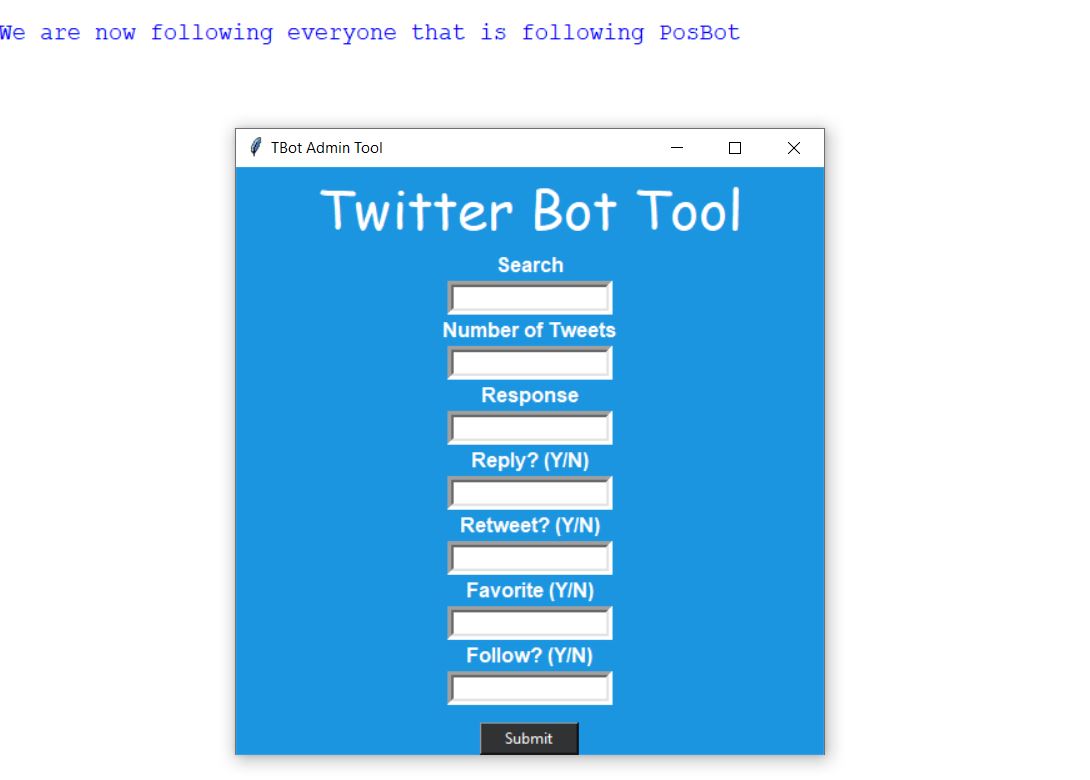 We are now following everyone that is following PosBot
TBot Admin Tool
Twitter Bot Tool
Search
Number of Tweets
Response
Reply? (Y/N)
Retweet? (Y/N)
Favorite (Y/N)
Follow? (Y/N)
Submit